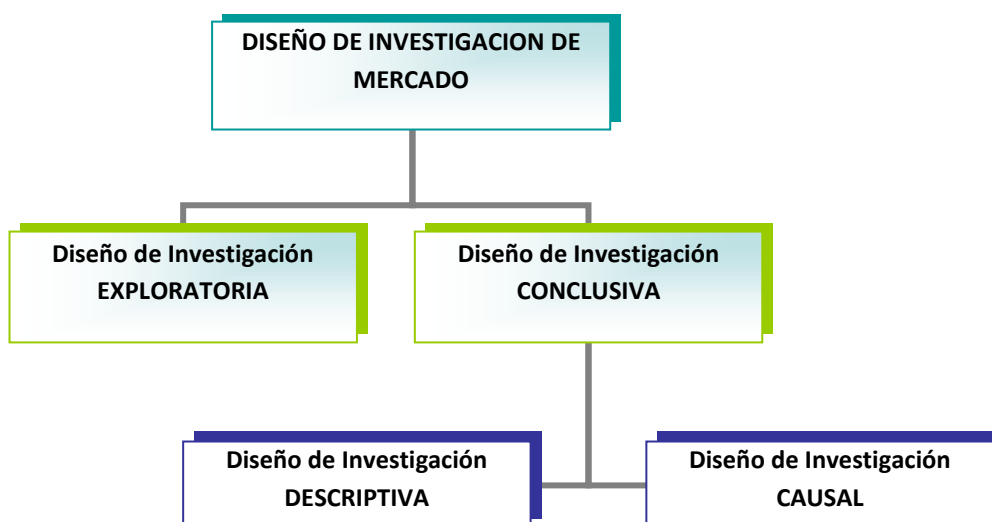 DISEÑO DE INVESTIGACION DE
MERCADO
Diseño de Investigación
EXPLORATORIA
Diseño de Investigación
CONCLUSIVA
Diseño de Investigación
DESCRIPTIVA
Diseño de Investigación
CAUSAL